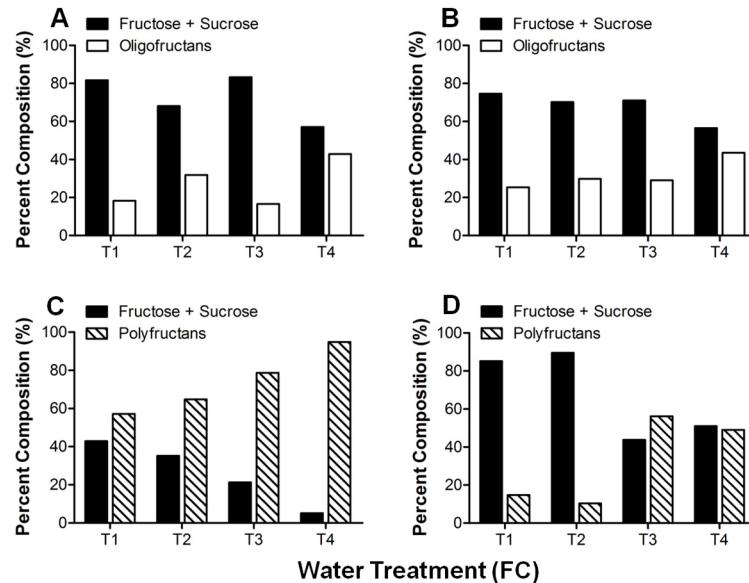 A
Fructose + Sucrose
Oligofructans
Percent Composition (%)
100
80
60
40
20
0
T1 T2 T3 T4
B
Fructose + Sucrose
Oligofructans
Percent Composition (%)
100
80
60
40
20
0
T1 T2 T3 T4
C
Fructose + Sucrose
Polyfructans
Percent Composition (%)
100
80
60
40
20
0
T1 T2 T3 T4
D
Fructose + Sucrose
Polyfructans
Percent Composition (%)
100
80
60
40
20
0
T1 T2 T3 T4
Water Treatment (FC)